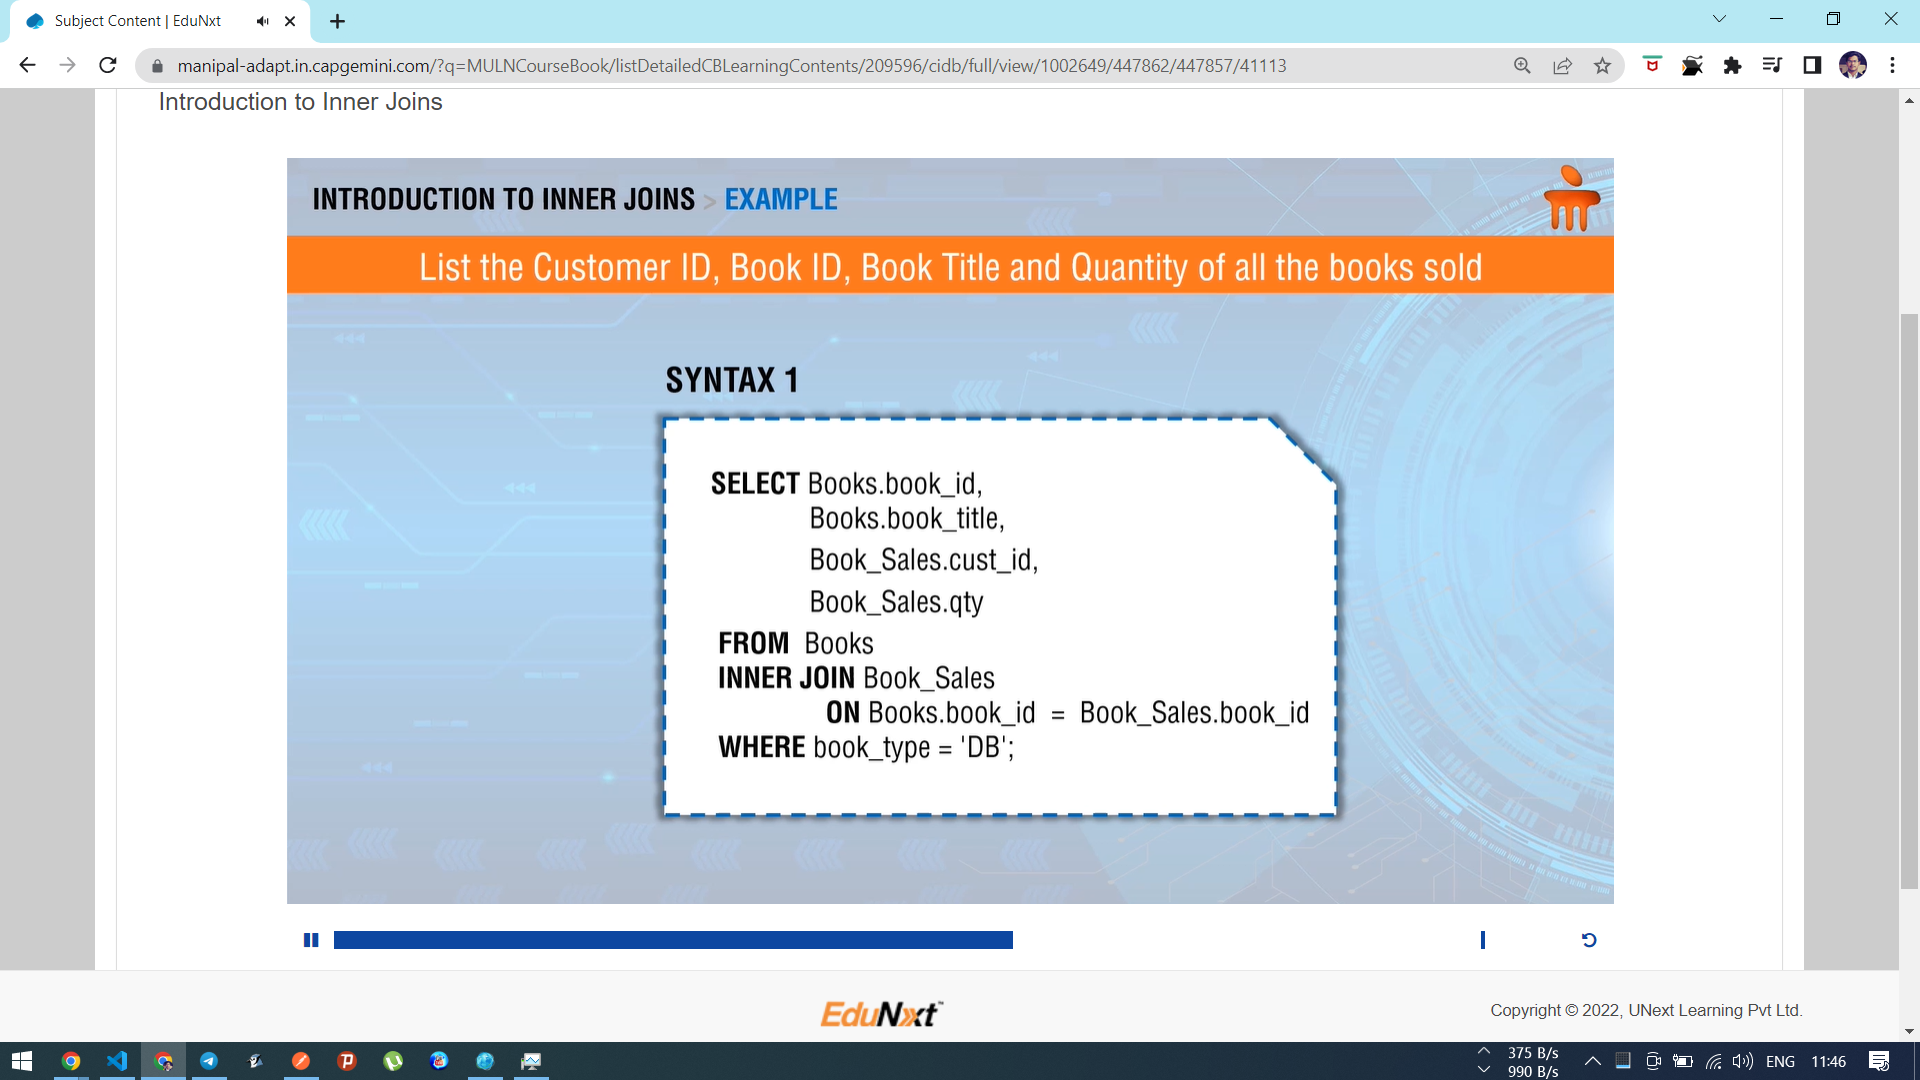 Subject Content | EduNxt
manipal-adapt.in.capgemini.com/?q=MULNCourseBook/listDetailedCBLearningContents/209596/cidb/full/view/1002649/447862/447857/41113
Introduction to Inner Joins
INTRODUCTION TO INNER JOINS > EXAMPLE
List the Customer ID, Book ID, Book Title and Quantity of all the books sold
SYNTAX 1
SELECT Books.book_id,
Books.book_title,
Book_Sales.cust_id,
Book_Sales.qty
FROM Books
INNER JOIN Book_Sales
ON Books.book_id = Book_Sales.book_id
WHERE book_type = 'DB';
EduNxt™
Copyright © 2022, UNext Learning Pvt Ltd.
375 B/s
990 B/s
ENG
11:46